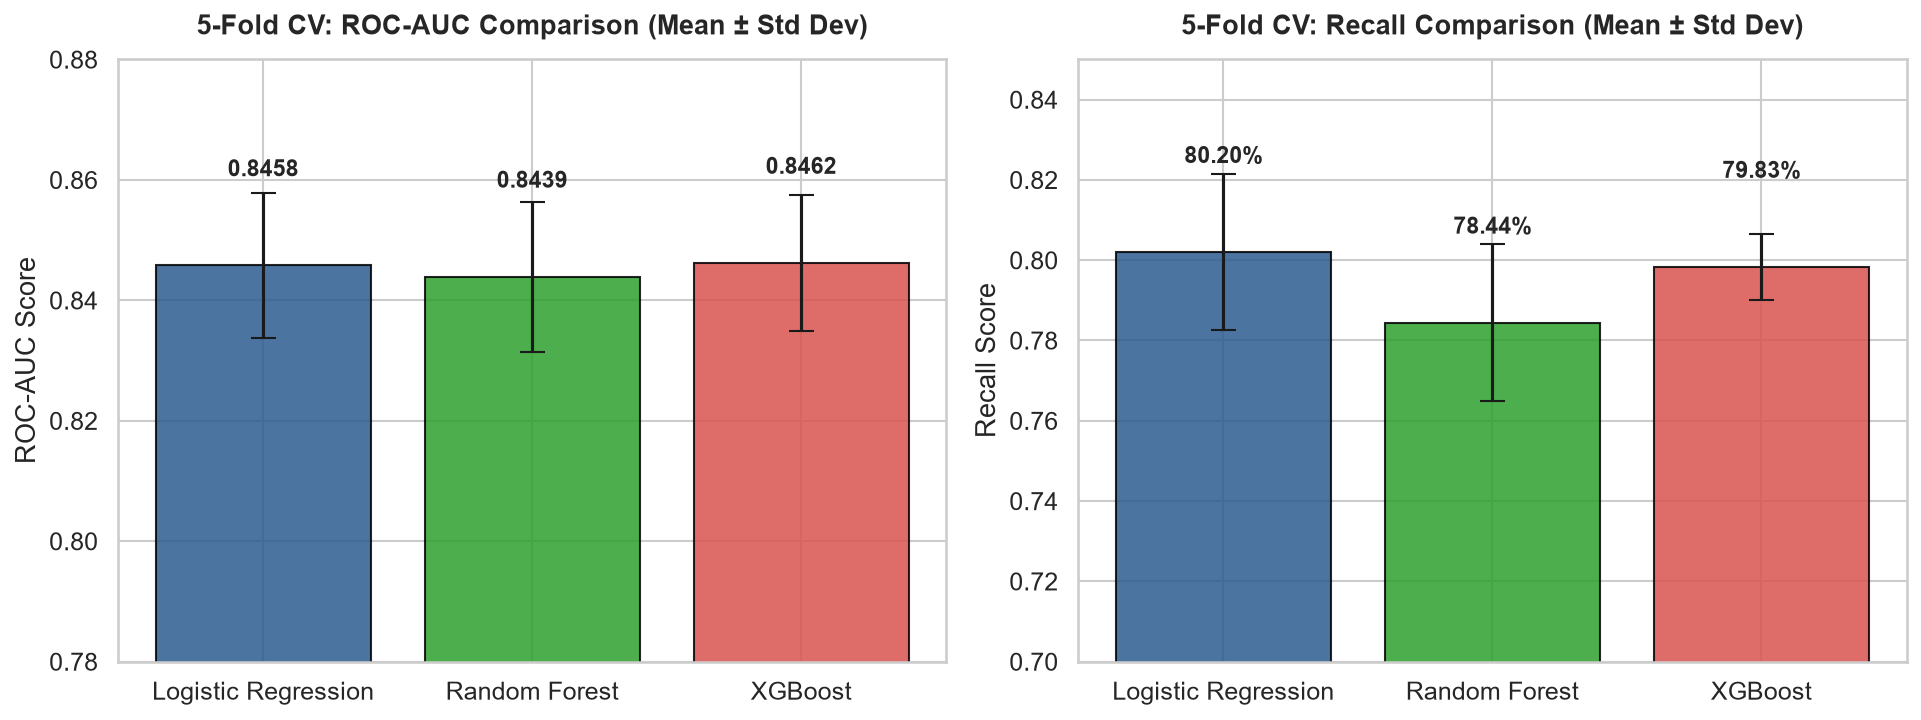 5-Fold CV: ROC-AUC Comparison (Mean ± Std Dev)
ROC-AUC Score
0.88
0.86
0.84
0.82
0.80
0.78
0.8458
0.8439
0.8462
Logistic Regression
Random Forest
XGBoost
5-Fold CV: Recall Comparison (Mean ± Std Dev)
Recall Score
0.84
0.82
0.80
0.78
0.76
0.74
0.72
0.70
80.20%
78.44%
79.83%
Logistic Regression
Random Forest
XGBoost